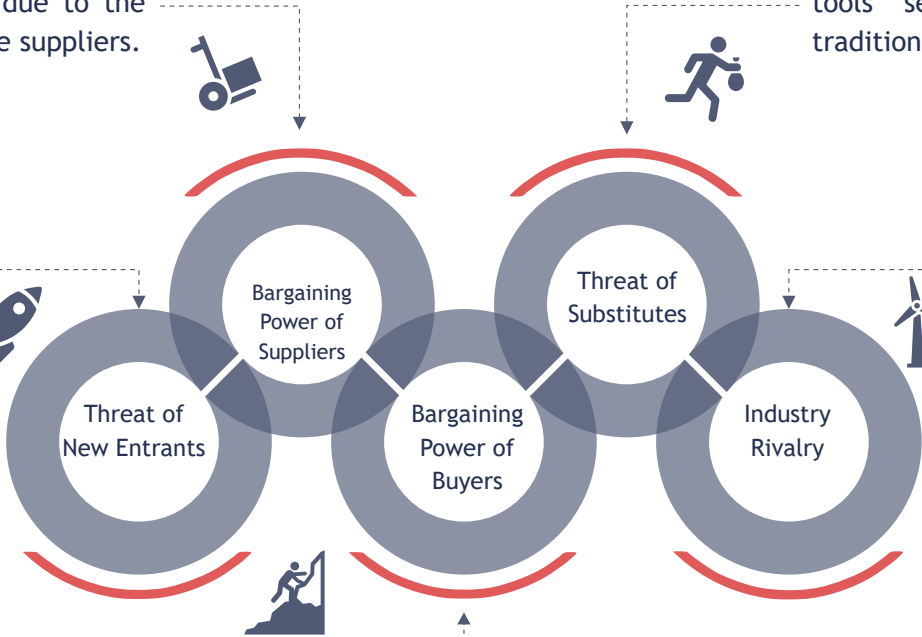 due to the
e suppliers.
tools se
tradition
Bargaining
Power of
Suppliers
Threat of
Substitutes
Threat of
New Entrants
Bargaining
Power of
Buyers
Industry
Rivalry